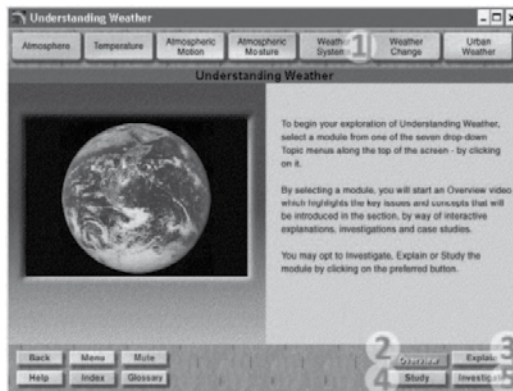 Understanding Weather
Atmosphere
Temperature
Atmospheric
Motion
Atmospheric
Moisture
Weather
Systems
1
Weather
Change
Urban
Weather
Understanding Weather
To begin your exploration of Understanding Weather,
select a module from one of the seven drop-down
Topic menus along the top of the screen - by clicking
on it.
By selecting a module, you will start an Overview video
which highlights the key issues and concepts that will
be introduced in the section, by way of interactive
explanations, investigations and case studies.
You may opt to Investigate, Explain or Study the
module by clicking on the preferred button.
Back
Menu
Mute
2
Overview
Explain
3
Help
Index
Glossary
4
Study
Investigate
5